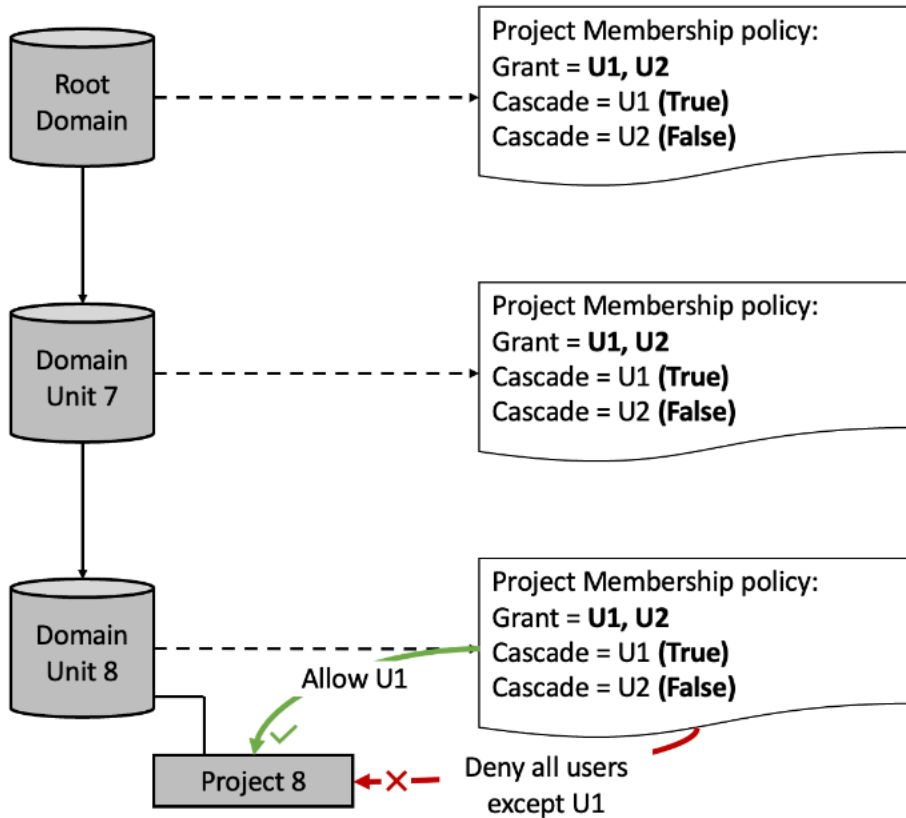 Root
Domain
Project Membership policy:
Grant = U1, U2
Cascade = U1 (True)
Cascade = U2 (False)
Domain
Unit 7
Project Membership policy:
Grant = U1, U2
Cascade = U1 (True)
Cascade = U2 (False)
Domain
Unit 8
Project Membership policy:
Grant = U1, U2
Cascade = U1 (True)
Cascade = U2 (False)
Allow U1
Project 8
Deny all users
except U1